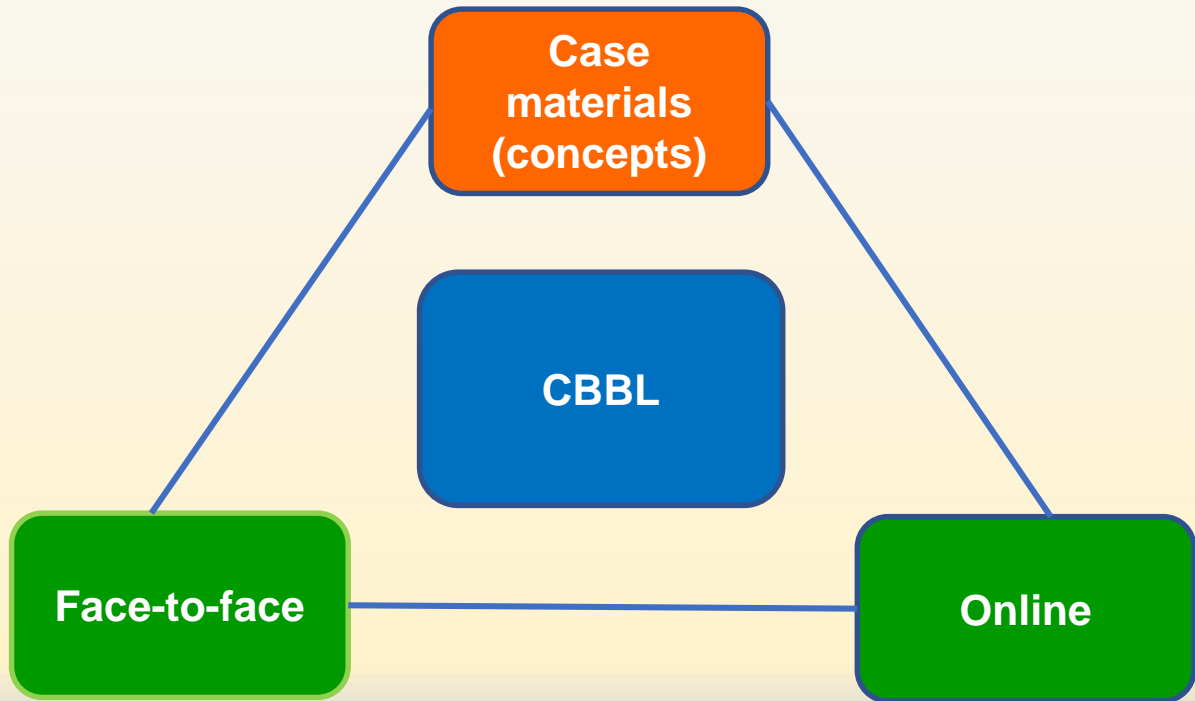 Case
materials
(concepts)
CBBL
Face-to-face
Online